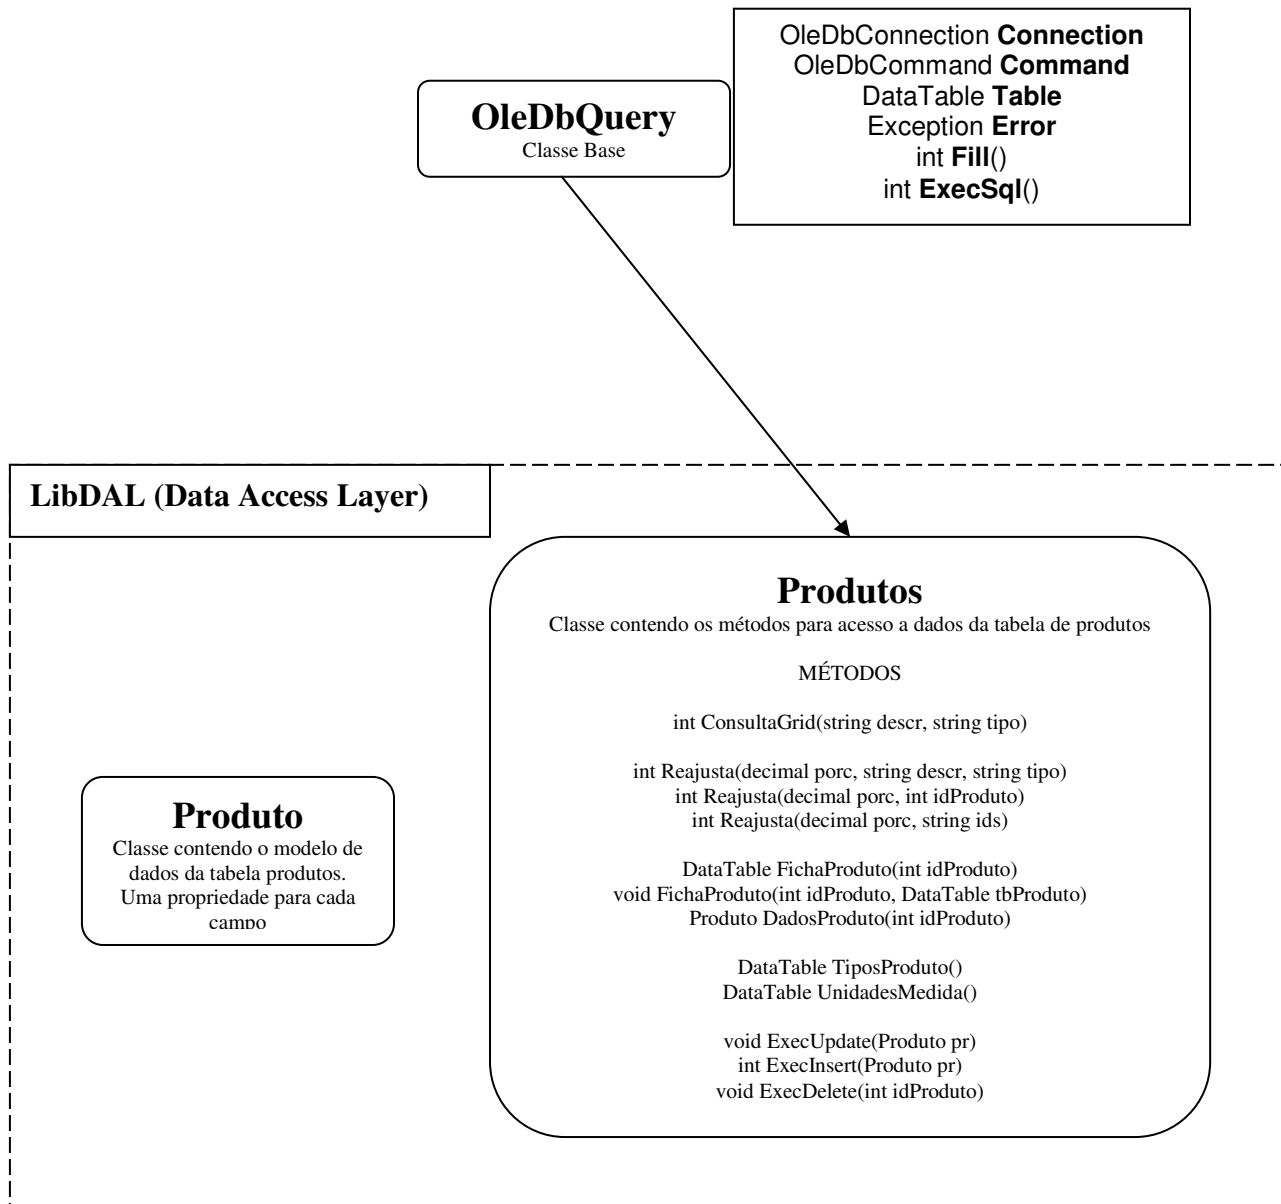 OleDbConnection Connection
OleDbCommand Command
DataTable Table
Exception Error
int Fill()
int ExecSql()
OleDbQuery
Classe Base
LibDAL (Data Access Layer)
Produtos
Classe contendo os métodos para acesso a dados da tabela de produtos
MÉTODOS
int ConsultaGrid(string descr, string tipo)
int Reajusta(decimal porc, string descr, string tipo)
int Reajusta(decimal porc, int idProduto)
int Reajusta(decimal porc, string ids)
DataTable FichaProduto(int idProduto)
void FichaProduto(int idProduto, DataTable tbProduto)
Produto DadosProduto(int idProduto)
DataTable TiposProduto()
DataTable UnidadesMedida()
void ExecUpdate(Produto pr)
int ExecInsert(Produto pr)
void ExecDelete(int idProduto)
Produto
Classe contendo o modelo de
dados da tabela produtos.
Uma propriedade para cada
campo